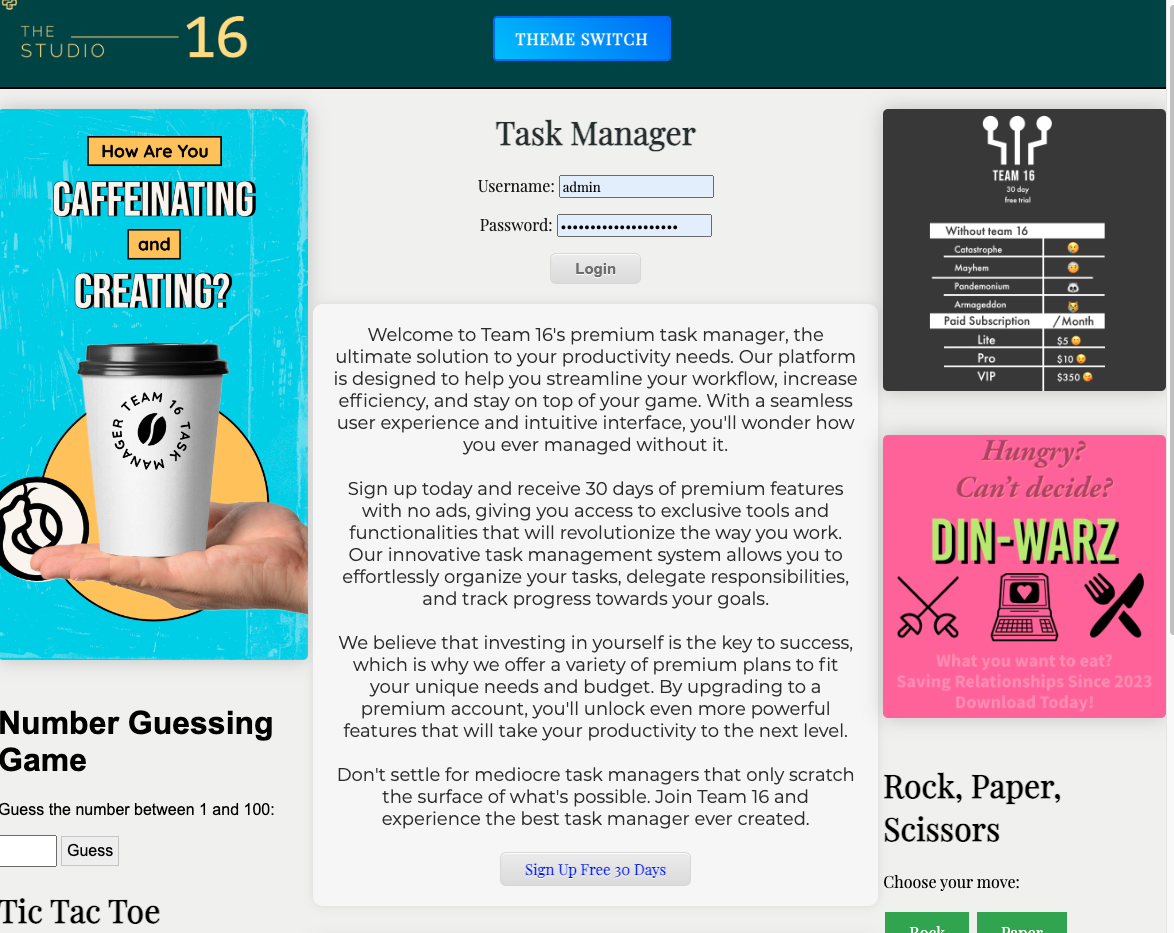 THE
STUDIO
16
THEME SWITCH
How Are You
CAFFEINATING
and
CREATING?
TEAM 16 TASK MANAGER
Number Guessing
Game
Guess the number between 1 and 100:
Guess
Tic Tac Toe
Task Manager
Username: admin
Password: ••••••••••••••••••••
Login
Welcome to Team 16's premium task manager, the
ultimate solution to your productivity needs. Our platform
is designed to help you streamline your workflow, increase
efficiency, and stay on top of your game. With a seamless
user experience and intuitive interface, you'll wonder how
you ever managed without it.
Sign up today and receive 30 days of premium features
with no ads, giving you access to exclusive tools and
functionalities that will revolutionize the way you work.
Our innovative task management system allows you to
effortlessly organize your tasks, delegate responsibilities,
and track progress towards your goals.
We believe that investing in yourself is the key to success,
which is why we offer a variety of premium plans to fit
your unique needs and budget. By upgrading to a
premium account, you'll unlock even more powerful
features that will take your productivity to the next level.
Don't settle for mediocre task managers that only scratch
the surface of what's possible. Join Team 16 and
experience the best task manager ever created.
Sign Up Free 30 Days
TEAM 16
30 day
free trial
Without team 16
Catastrophe 😢
Mayhem 🤕
Pandemonium 🐼
Armageddon 😿
Paid Subscription /Month
Lite $5 😊
Pro $10 😊
VIP $350 😘
Hungry?
Can't decide?
DIN-WARZ
What you want to eat?
Saving Relationships Since 2023
Download Today!
Rock, Paper,
Scissors
Choose your move:
Rock Paper